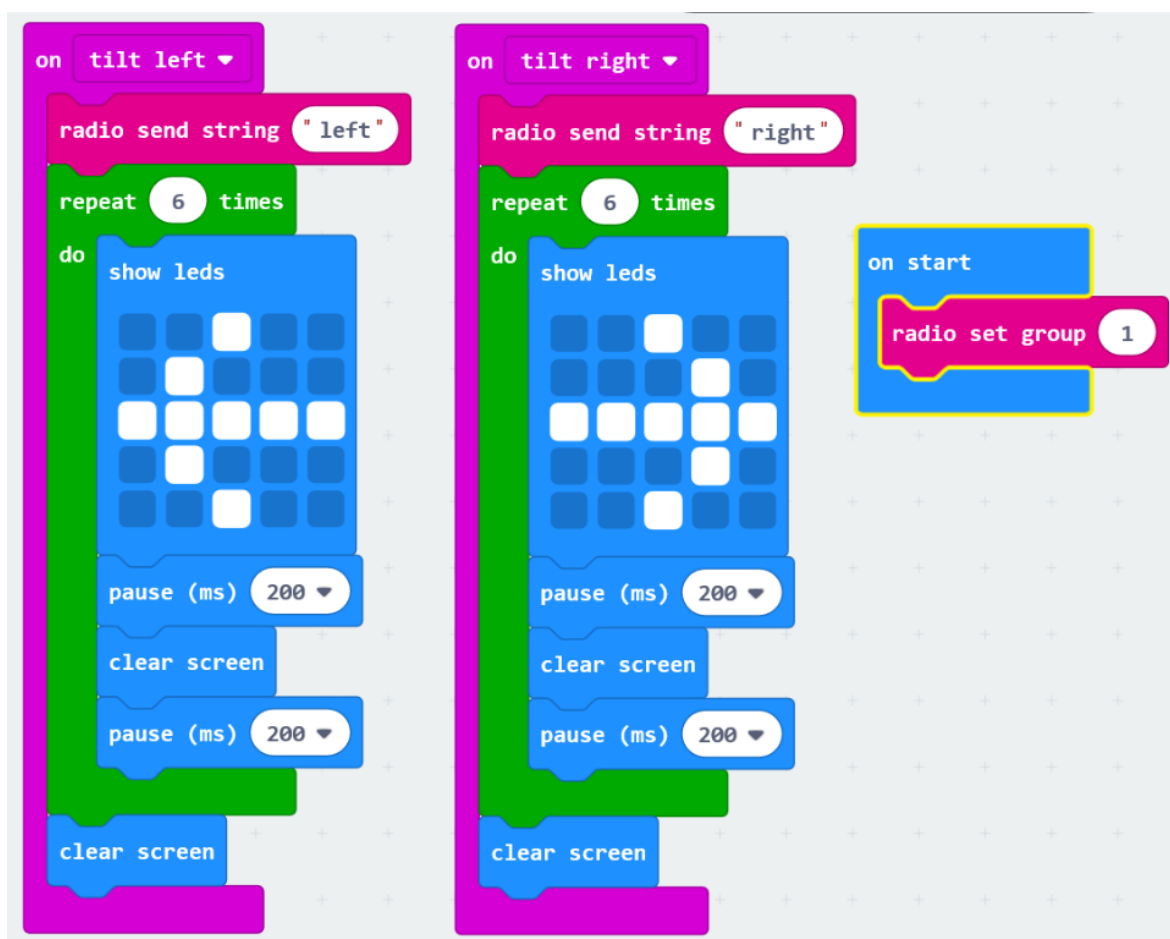 on tilt left
radio send string "left"
repeat 6 times
do
show leds
pause (ms) 200
clear screen
pause (ms) 200
clear screen
on tilt right
radio send string "right"
repeat 6 times
do
show leds
pause (ms) 200
clear screen
pause (ms) 200
clear screen
on start
radio set group 1